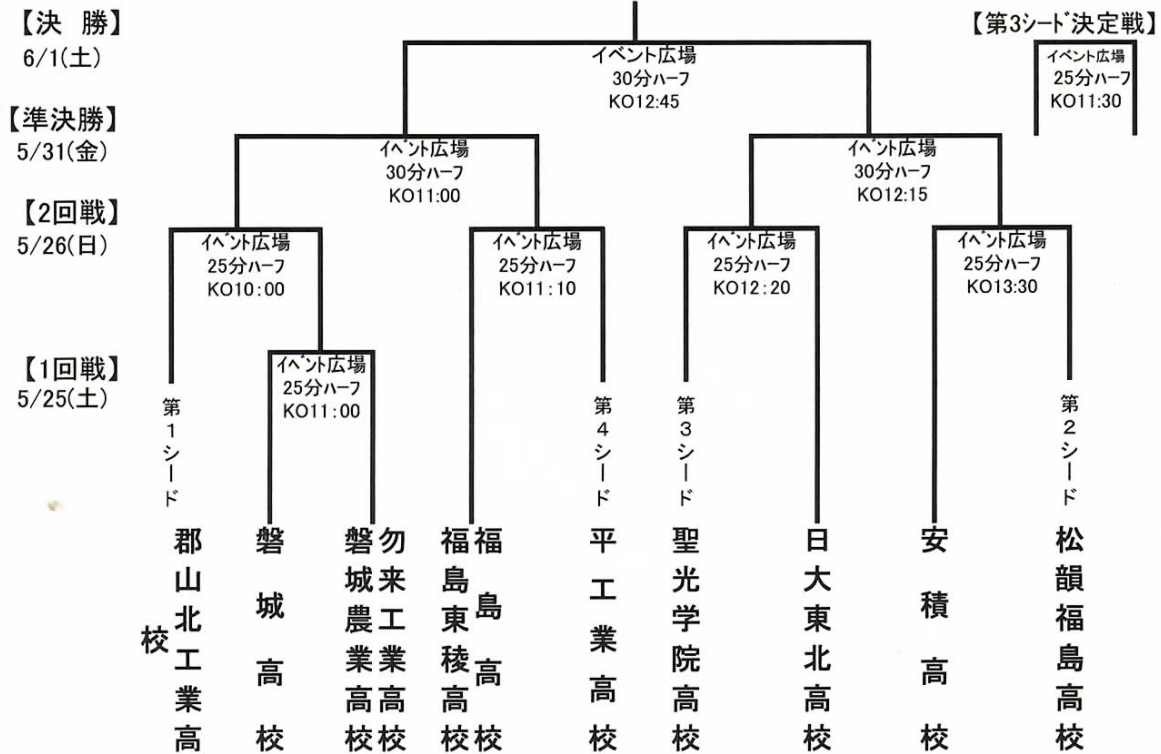 【決 勝】
6/1(土)
【第3シード決定戦】
イベント広場
30分ハーフ
KO12:45
イベント広場
25分ハーフ
KO11:30
【準決勝】
5/31(金)
イベント広場
30分ハーフ
KO11:00
イベント広場
30分ハーフ
KO12:15
【2回戦】
5/26(日)
イベント広場
25分ハーフ
KO10:00
イベント広場
25分ハーフ
KO11:10
イベント広場
25分ハーフ
KO12:20
イベント広場
25分ハーフ
KO13:30
【1回戦】
5/25(土)
イベント広場
25分ハーフ
KO11:00
第1シード
第4シード
第3シード
第2シード
郡山北工業高校
磐城高校
勿来工業高校
磐城農業高校
福島高校
福島東稜高校
平工業高校
聖光学院高校
日大東北高校
安積高校
松韻福島高校